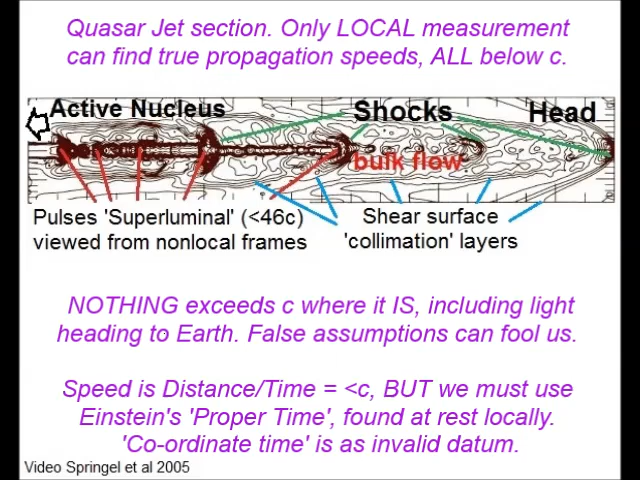 Quasar Jet section. Only LOCAL measurement
can find true propagation speeds, ALL below c.
Active Nucleus
Shocks
Head
bulk flow
Pulses 'Superluminal' (<46c)
viewed from nonlocal frames
Shear surface
'collimation' layers
NOTHING exceeds c where it IS, including light
heading to Earth. False assumptions can fool us.
Speed is Distance/Time = <c, BUT we must use
Einstein's 'Proper Time', found at rest locally.
'Co-ordinate time' is as invalid datum.
Video Springel et al 2005